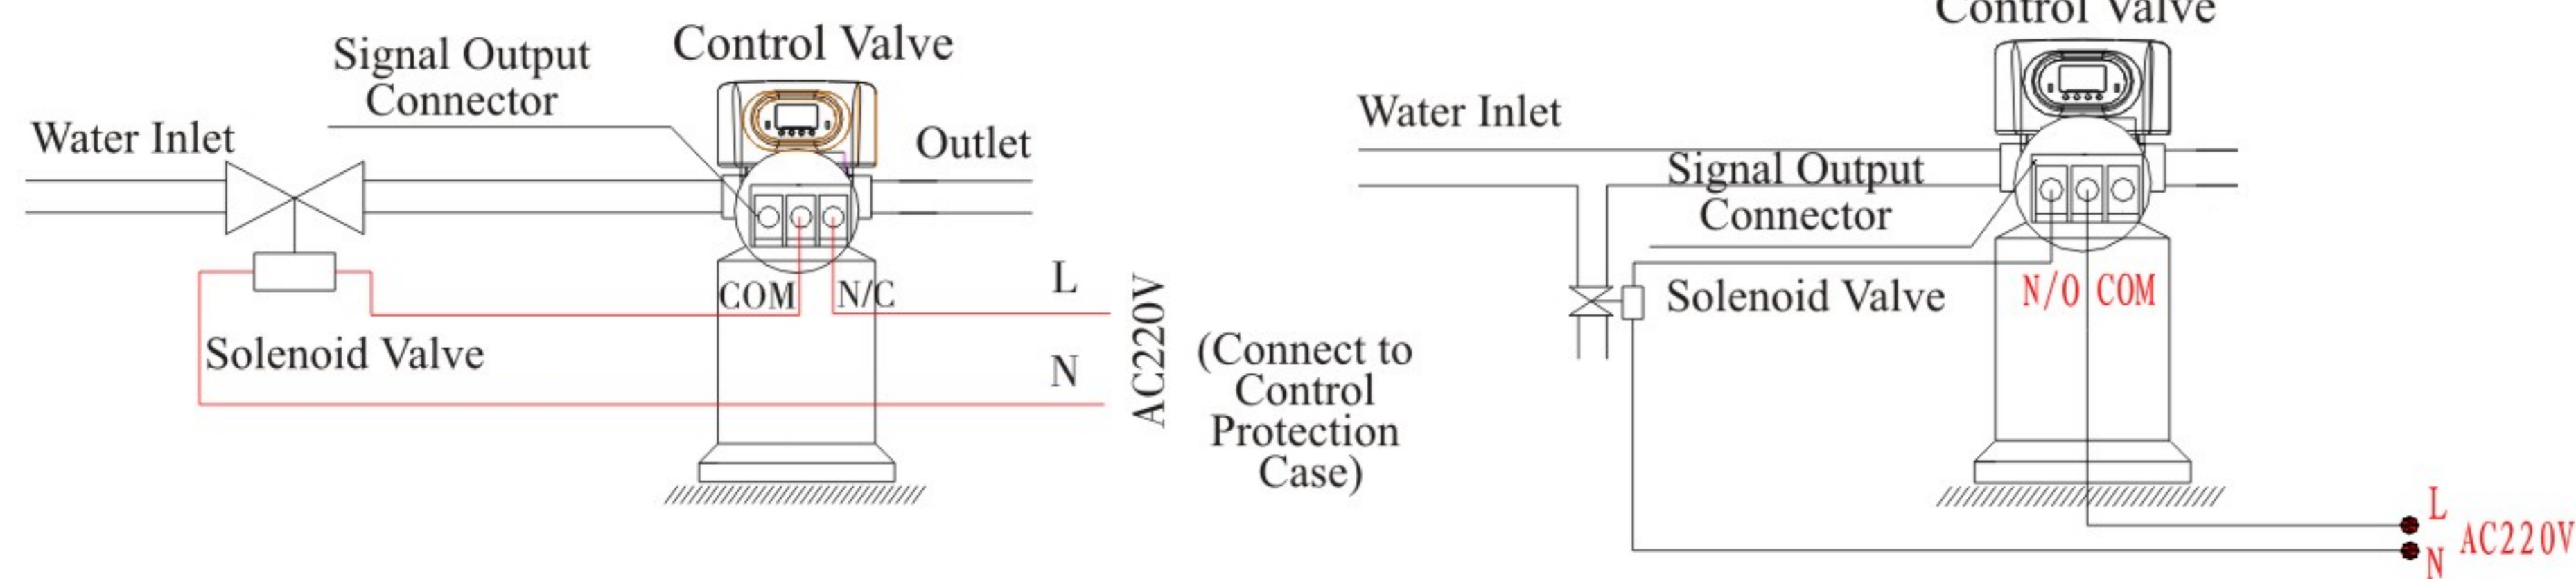 Signal Output
Connector
Control Valve
Water Inlet
Outlet
COM
N/C
L
N
AC220V
Solenoid Valve
(Connect to
Control
Protection
Case)
Control Valve
Water Inlet
Signal Output
Connector
Solenoid Valve
N/O
COM
L
N
AC220V